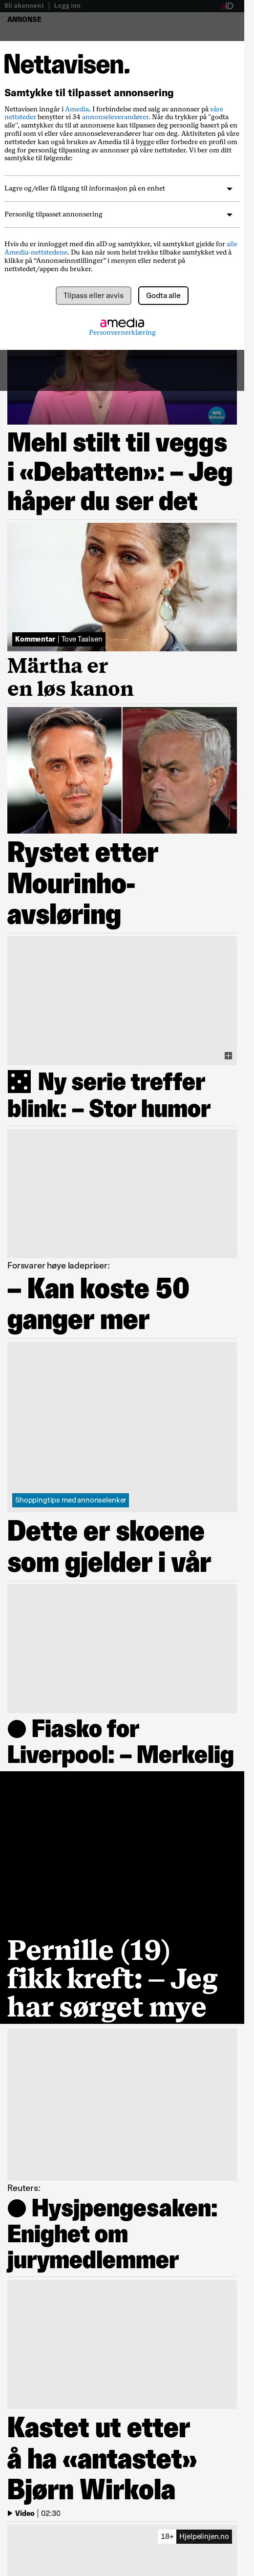 Bli abonnent | Logg inn
aID
ANNONSE
Nettavisen.
Samtykke til tilpasset annonsering
Nettavisen inngår i Amedia. I forbindelse med salg av annonser på våre
nettsteder benytter vi 34 annonseleverandører. Når du trykker på "godta
alle", samtykker du til at annonsene kan tilpasses deg personlig basert på en
profil som vi eller våre annonseleverandører har om deg. Aktiviteten på våre
nettsteder kan også brukes av Amedia til å bygge eller forbedre en profil om
deg for personlig tilpasning av annonser på våre nettsteder. Vi ber om ditt
samtykke til følgende:
Lagre og/eller få tilgang til informasjon på en enhet
Personlig tilpasset annonsering
Hvis du er innlogget med din aID og samtykker, vil samtykket gjelde for alle
Amedia-nettstedene. Du kan når som helst trekke tilbake samtykket ved å
klikke på “Annonseinnstillinger” i menyen eller nederst på
nettstedet/appen du bruker.
Tilpass eller avvis
Godta alle
amedia
Personvernerklæring
Mehl stilt til veggs
i «Debatten»: – Jeg
håper du ser det
Kommentar | Tove Taalsen
Märtha er
en løs kanon
Rystet etter
Mourinho-
avsløring
Ny serie treffer
blink: – Stor humor
Forsvarer høye ladepriser:
– Kan koste 50
ganger mer
Shoppingtips med annonselenker
Dette er skoene
som gjelder i vår
Fiasko for
Liverpool: – Merkelig
Pernille (19)
fikk kreft: – Jeg
har sørget mye
Reuters:
Hysjpengesaken:
Enighet om
jurymedlemmer
Kastet ut etter
å ha «antastet»
Bjørn Wirkola
Video | 02:30
18+ Hjelpelinjen.no